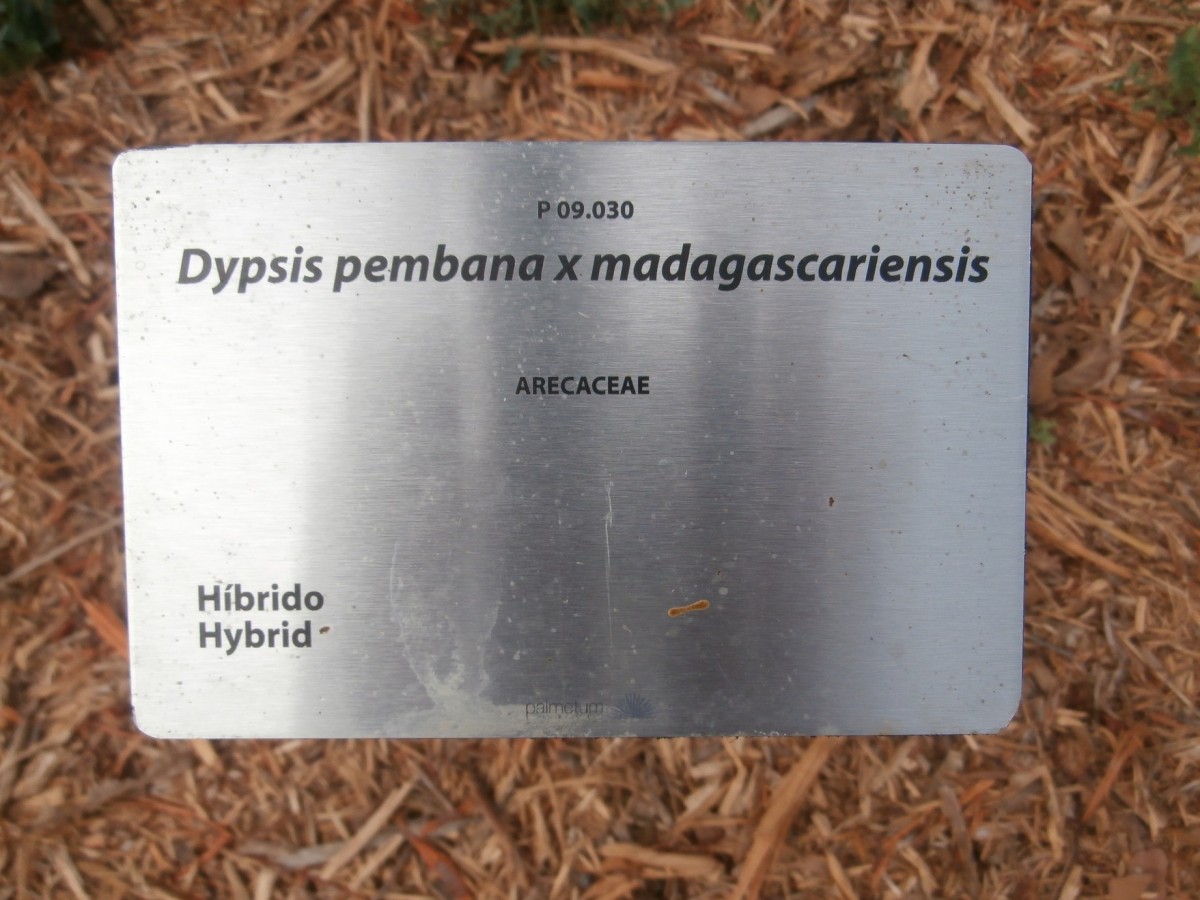 P 09.030
Dypsis pembana x madagascariensis
ARECACEAE
Híbrido
Hybrid
palmetum